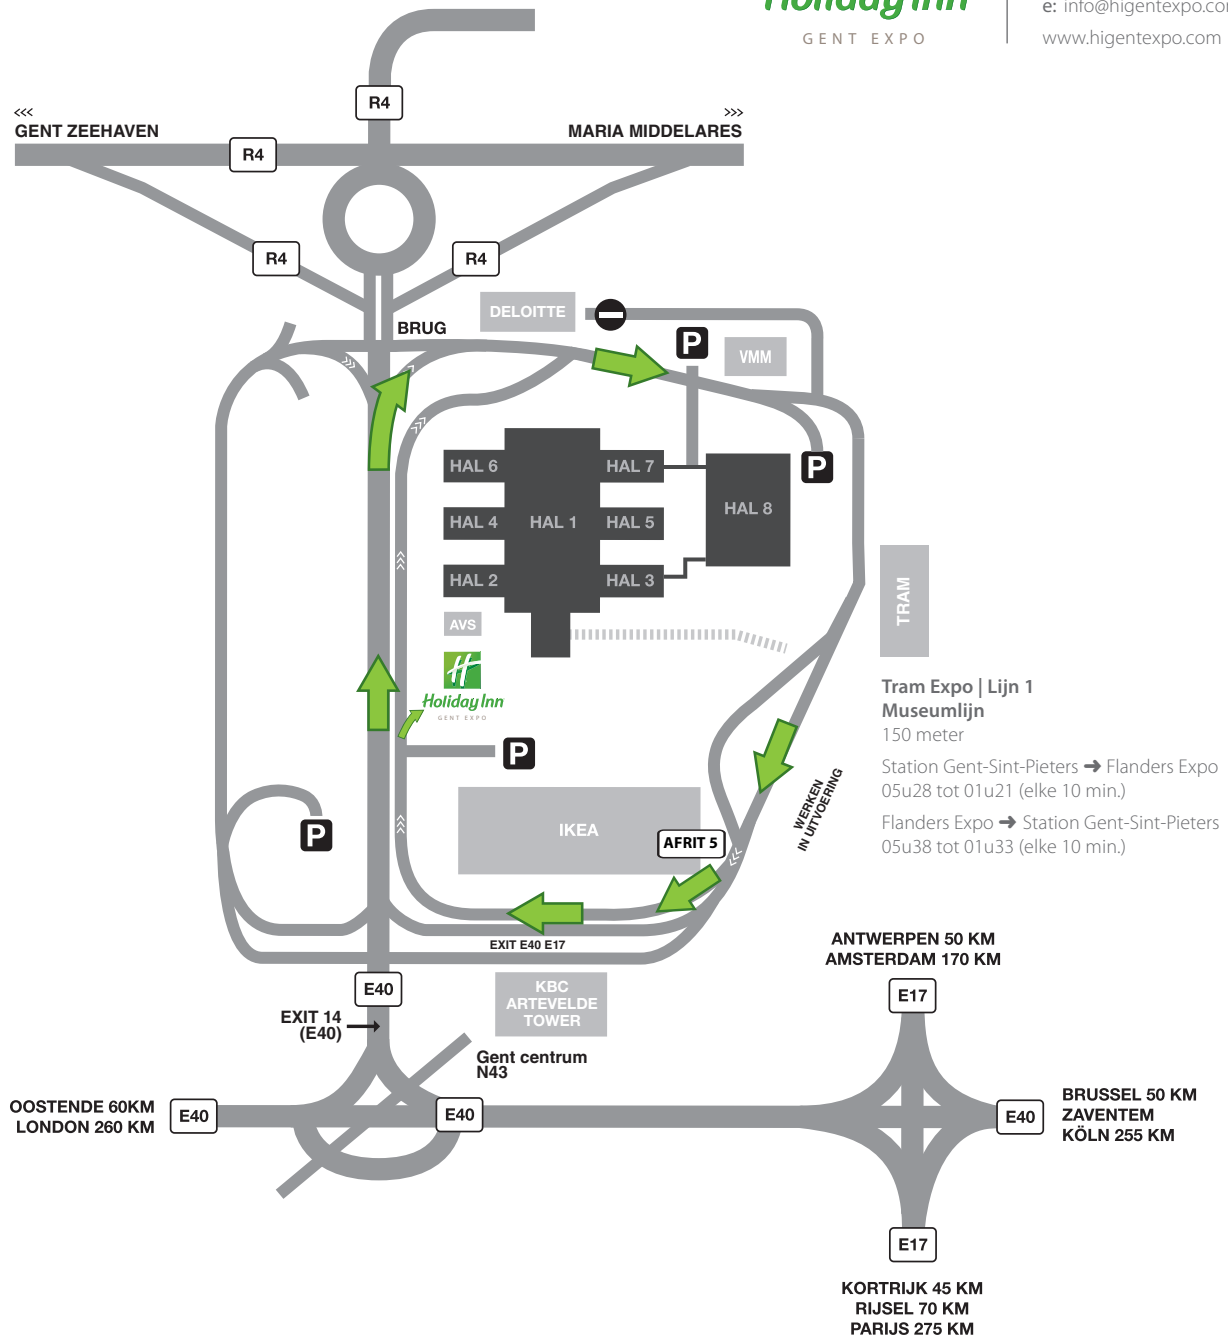 Holiday Inn
GENT EXPO
e: info@higentexpo.com
www.higentexpo.com
R4
<<<
GENT ZEEHAVEN
>>>
MARIA MIDDELARES
R4
R4
R4
BRUG
DELOITTE
P
VMM
HAL 6
HAL 7
P
HAL 8
HAL 4
HAL 1
HAL 5
HAL 2
HAL 3
TRAM
AVS
H
Holiday Inn
GENT EXPO
Tram Expo | Lijn 1
Museumlijn
150 meter
Station Gent-Sint-Pieters ➜ Flanders Expo
05u28 tot 01u21 (elke 10 min.)
Flanders Expo ➜ Station Gent-Sint-Pieters
05u38 tot 01u33 (elke 10 min.)
P
WERKEN
IN UITVOERING
P
IKEA
AFRIT 5
EXIT E40 E17
E40
KBC
ARTEVELDE
TOWER
EXIT 14
(E40)
Gent centrum
N43
ANTWERPEN 50 KM
AMSTERDAM 170 KM
E17
OOSTENDE 60KM
LONDON 260 KM
E40
E40
E40
BRUSSEL 50 KM
ZAVENTEM
KÖLN 255 KM
E17
KORTRIJK 45 KM
RIJSEL 70 KM
PARIJS 275 KM